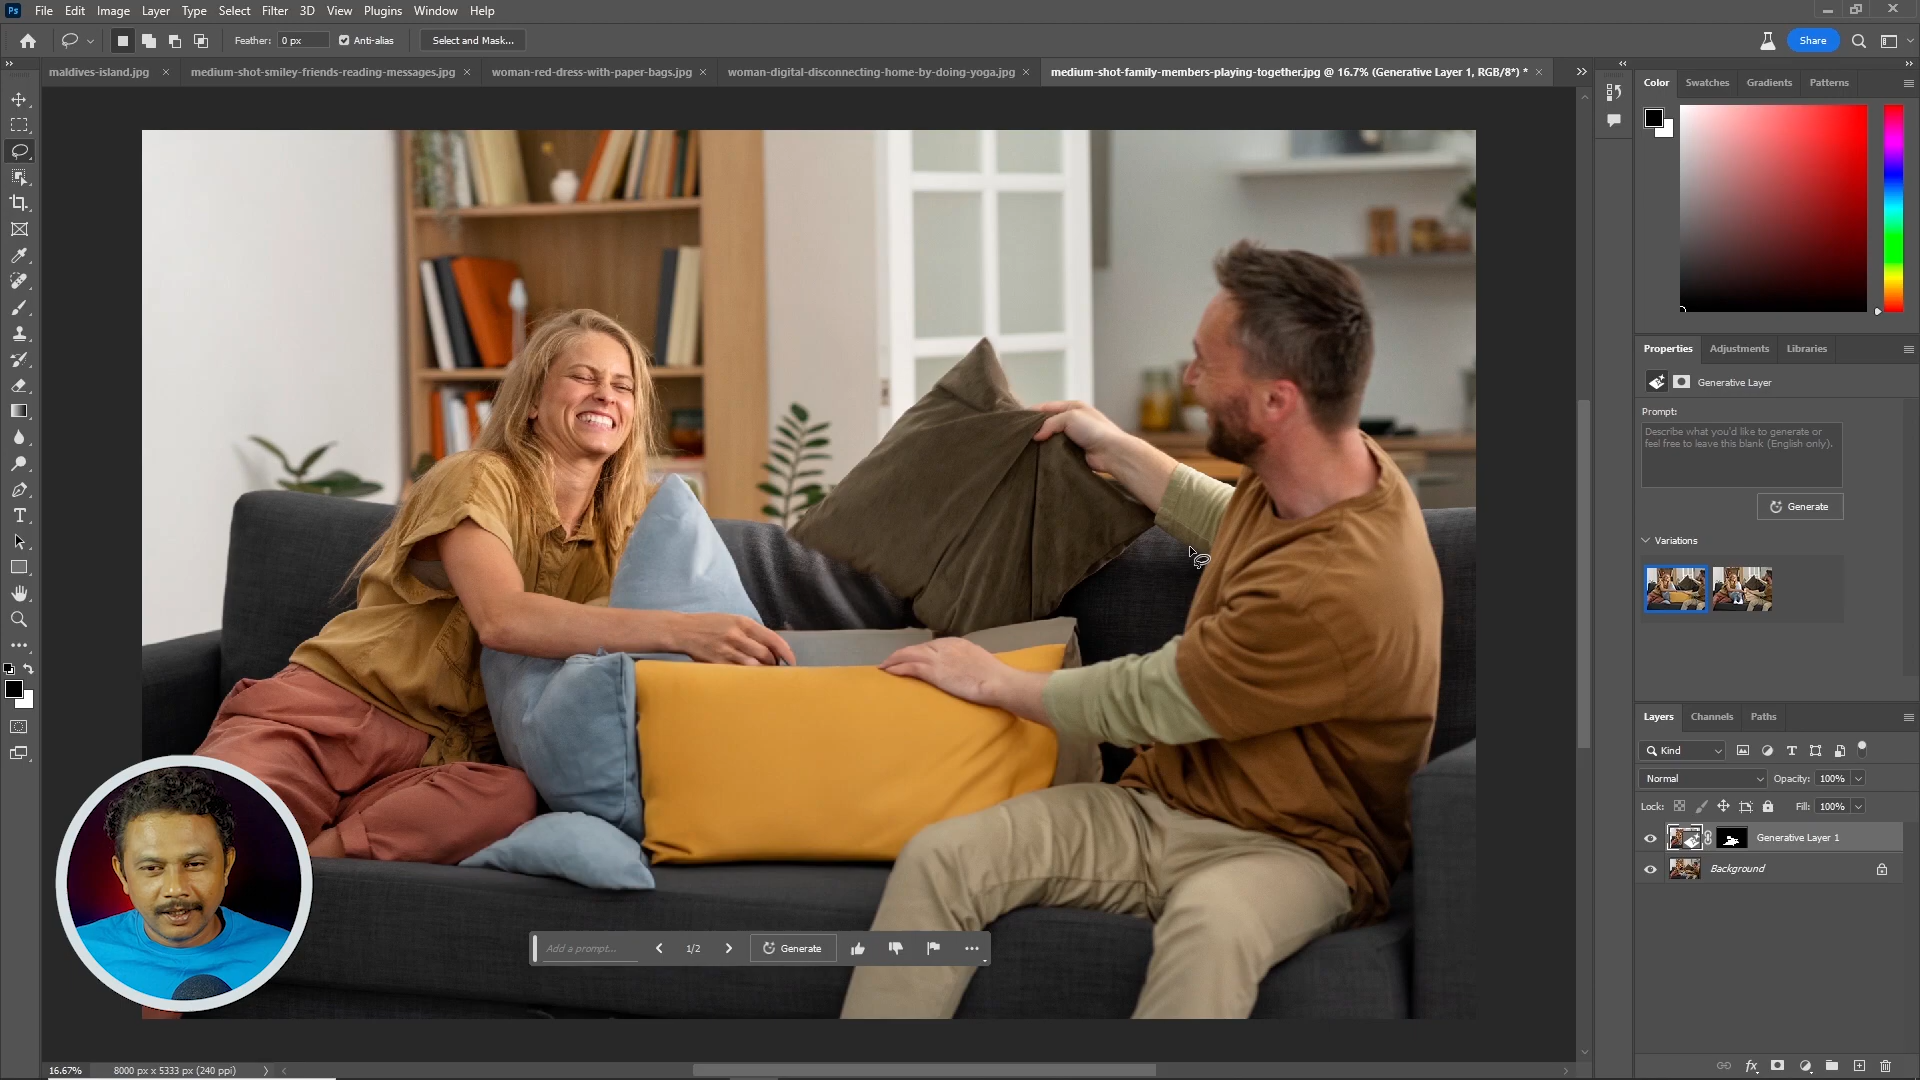 Ps File Edit Image Layer Type Select Filter 3D View Plugins Window Help
Feather: 0 px Anti-alias Select and Mask... Share
maldives-island.jpg × medium-shot-smiley-friends-reading-messages.jpg × woman-red-dress-with-paper-bags.jpg × woman-digital-disconnecting-home-by-doing-yoga.jpg × medium-shot-family-members-playing-together.jpg @ 16.7% (Generative Layer 1, RGB/8*) * ×
Color Swatches Gradients Patterns
Properties Adjustments Libraries
Generative Layer
Prompt:
Describe what you'd like to generate or
feel free to leave this blank (English only).
Generate
Variations
Layers Channels Paths
Kind
Normal Opacity: 100%
Lock: Fill: 100%
Generative Layer 1
Background
Add a prompt... 1/2 Generate
16.67% 8000 px x 5333 px (240 ppi)